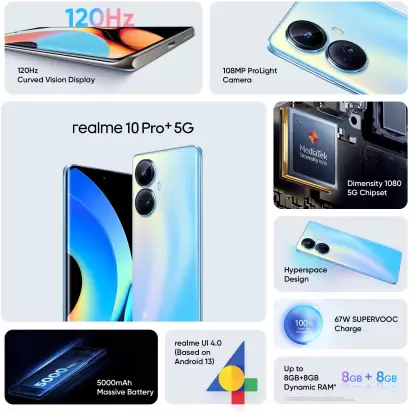 120Hz
120Hz
Curved Vision Display
108MP ProLight
Camera
realme 10 Pro+ 5G
MediaTek
Dimensity 1080
5G Chipset
Hyperspace
Design
100%
67W SUPERVOOC
Charge
5000
5000mAh
Massive Battery
realme UI 4.0
(Based on
Android 13)
Up to
8GB+8GB
Dynamic RAM*
8GB + 8GB